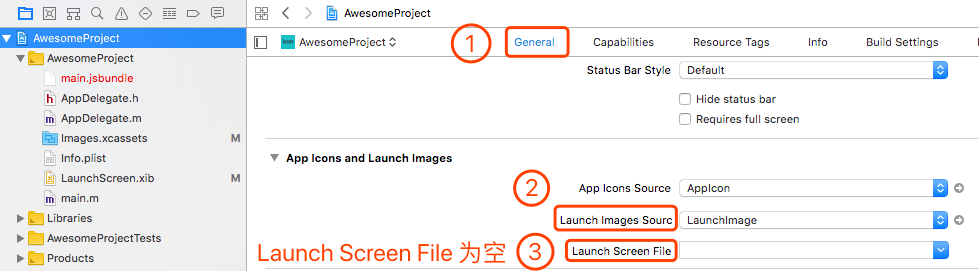 AwesomeProject
AwesomeProject
AwesomeProject
main.jsbundle
h AppDelegate.h
m AppDelegate.m
Images.xcassets M
Info.plist
LaunchScreen.xib M
m main.m
Libraries
AwesomeProjectTests
Products
icon AwesomeProject
① General Capabilities Resource Tags Info Build Settings
Status Bar Style Default
Hide status bar
Requires full screen
App Icons and Launch Images
② App Icons Source AppIcon
Launch Images Sourc LaunchImage
Launch Screen File 为空 ③ Launch Screen File